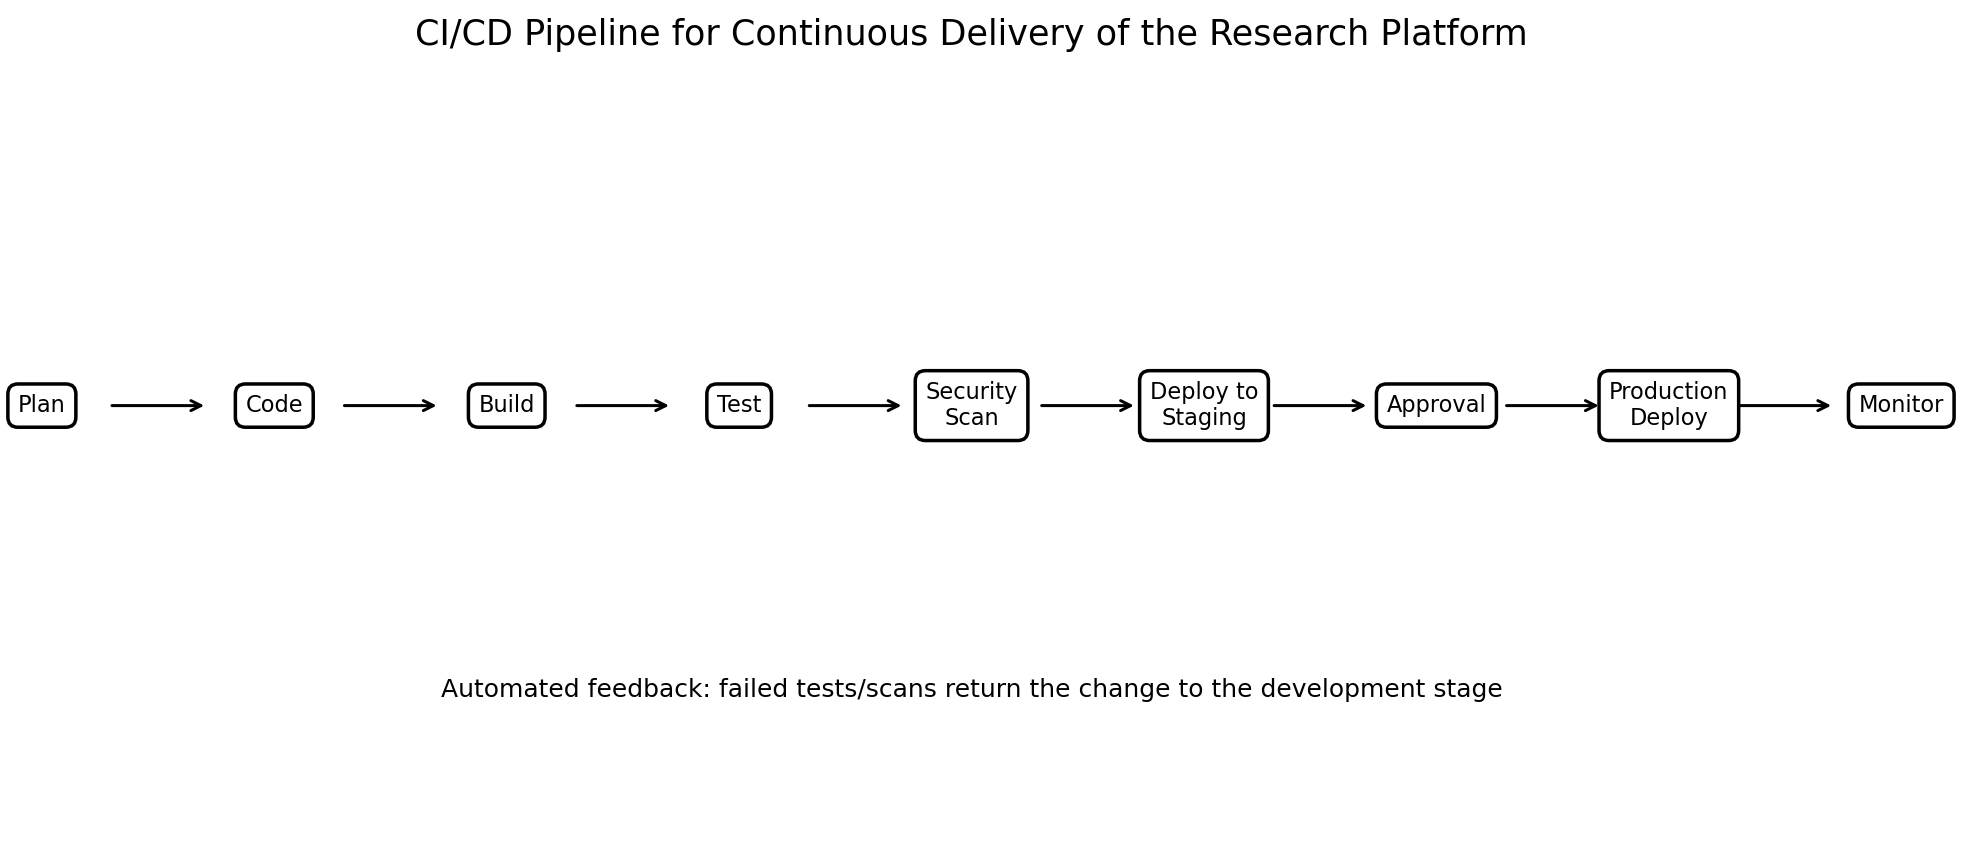 CI/CD Pipeline for Continuous Delivery of the Research Platform
Plan
Code
Build
Test
Security
Scan
Deploy to
Staging
Approval
Production
Deploy
Monitor
Automated feedback: failed tests/scans return the change to the development stage